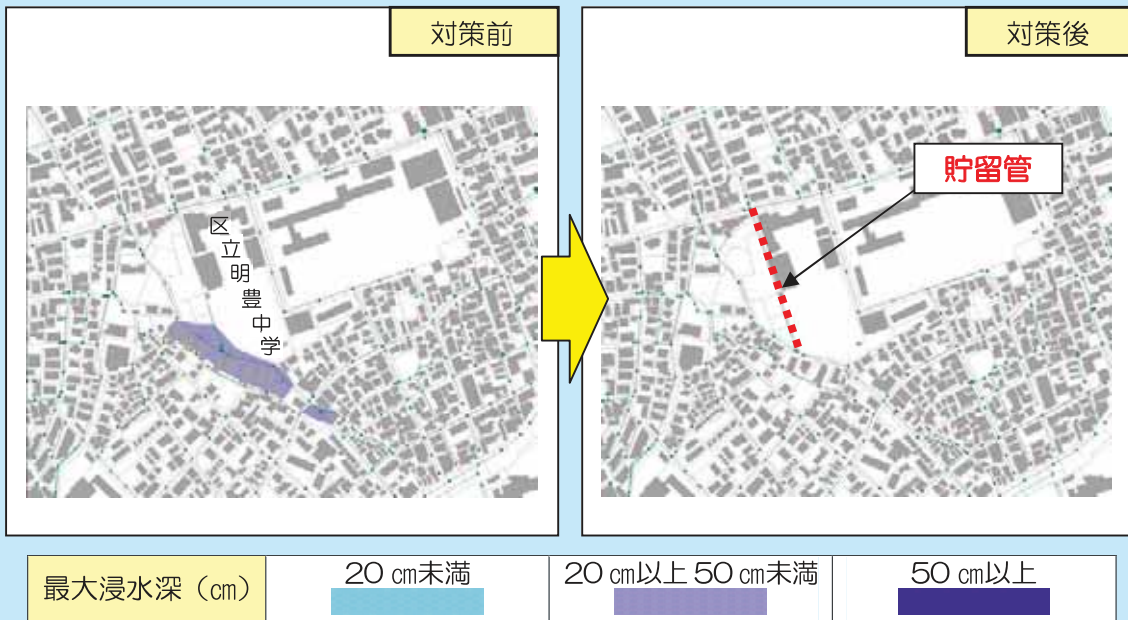 対策前
対策後
区立明豊中学
貯留管
最大浸水深（cm）
20 cm未満
20 cm以上 50 cm未満
50 cm以上